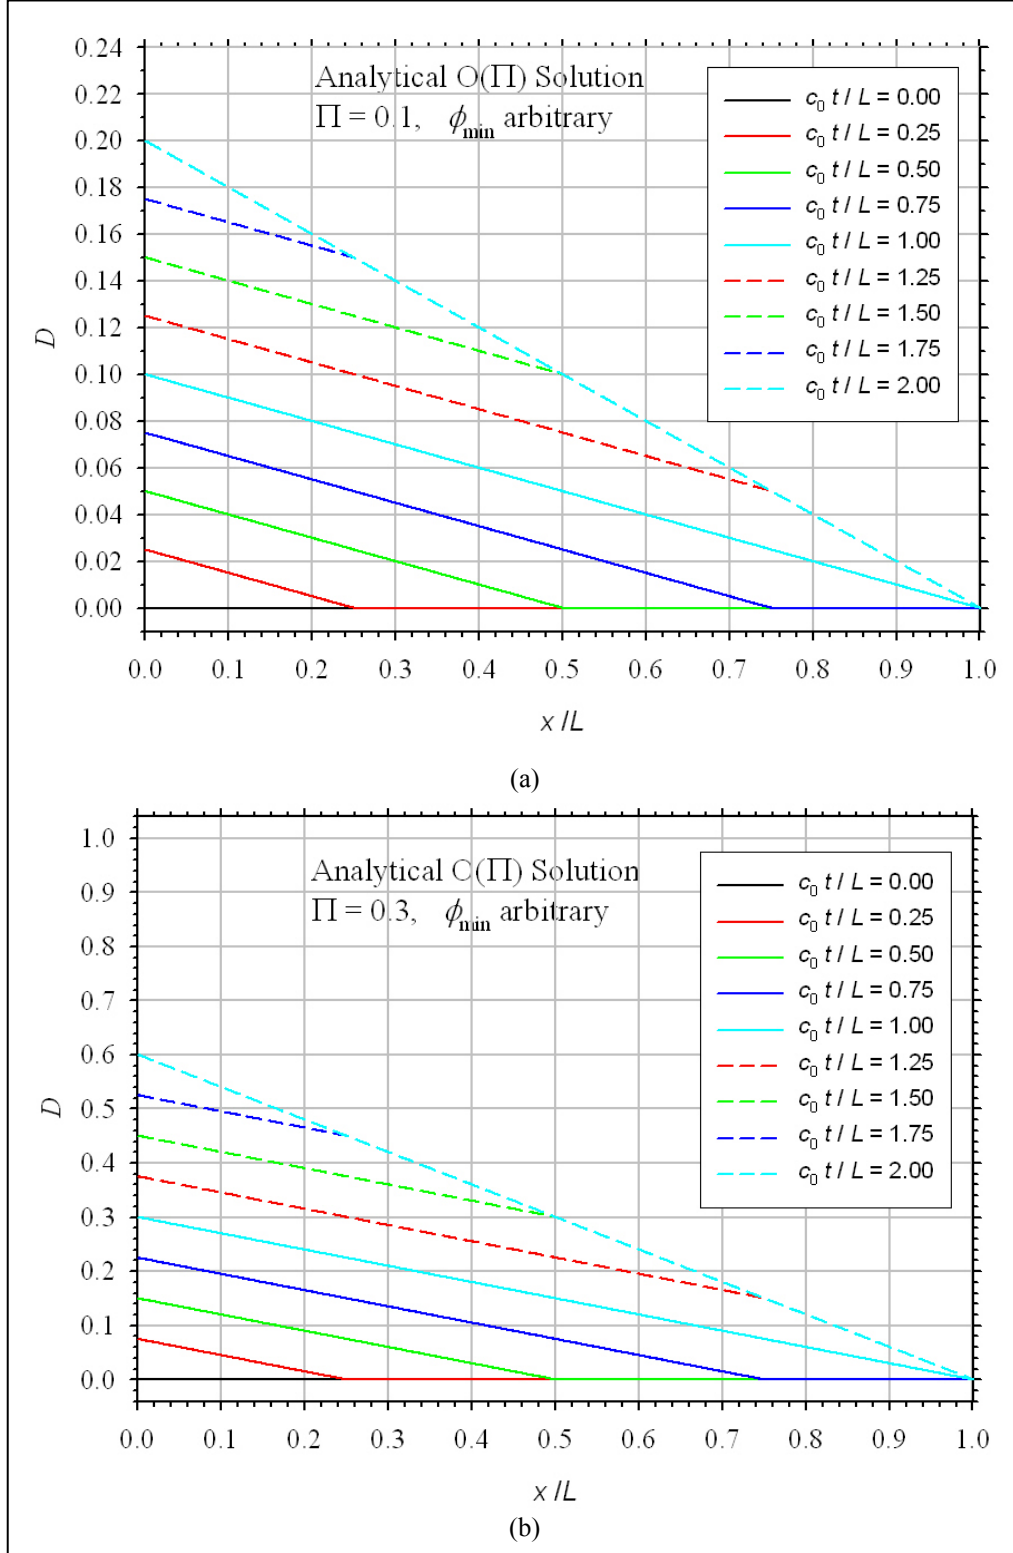 Analytical O(Π) Solution
Π = 0.1, ϕmin arbitrary
c0 t / L = 0.00
c0 t / L = 0.25
c0 t / L = 0.50
c0 t / L = 0.75
c0 t / L = 1.00
c0 t / L = 1.25
c0 t / L = 1.50
c0 t / L = 1.75
c0 t / L = 2.00
0.24
0.22
0.20
0.18
0.16
0.14
0.12
0.10
0.08
0.06
0.04
0.02
0.00
D
0.0 0.1 0.2 0.3 0.4 0.5 0.6 0.7 0.8 0.9 1.0
x /L
(a)
Analytical O(Π) Solution
Π = 0.3, ϕmin arbitrary
c0 t / L = 0.00
c0 t / L = 0.25
c0 t / L = 0.50
c0 t / L = 0.75
c0 t / L = 1.00
c0 t / L = 1.25
c0 t / L = 1.50
c0 t / L = 1.75
c0 t / L = 2.00
1.0
0.9
0.8
0.7
0.6
0.5
0.4
0.3
0.2
0.1
0.0
D
0.0 0.1 0.2 0.3 0.4 0.5 0.6 0.7 0.8 0.9 1.0
x /L
(b)